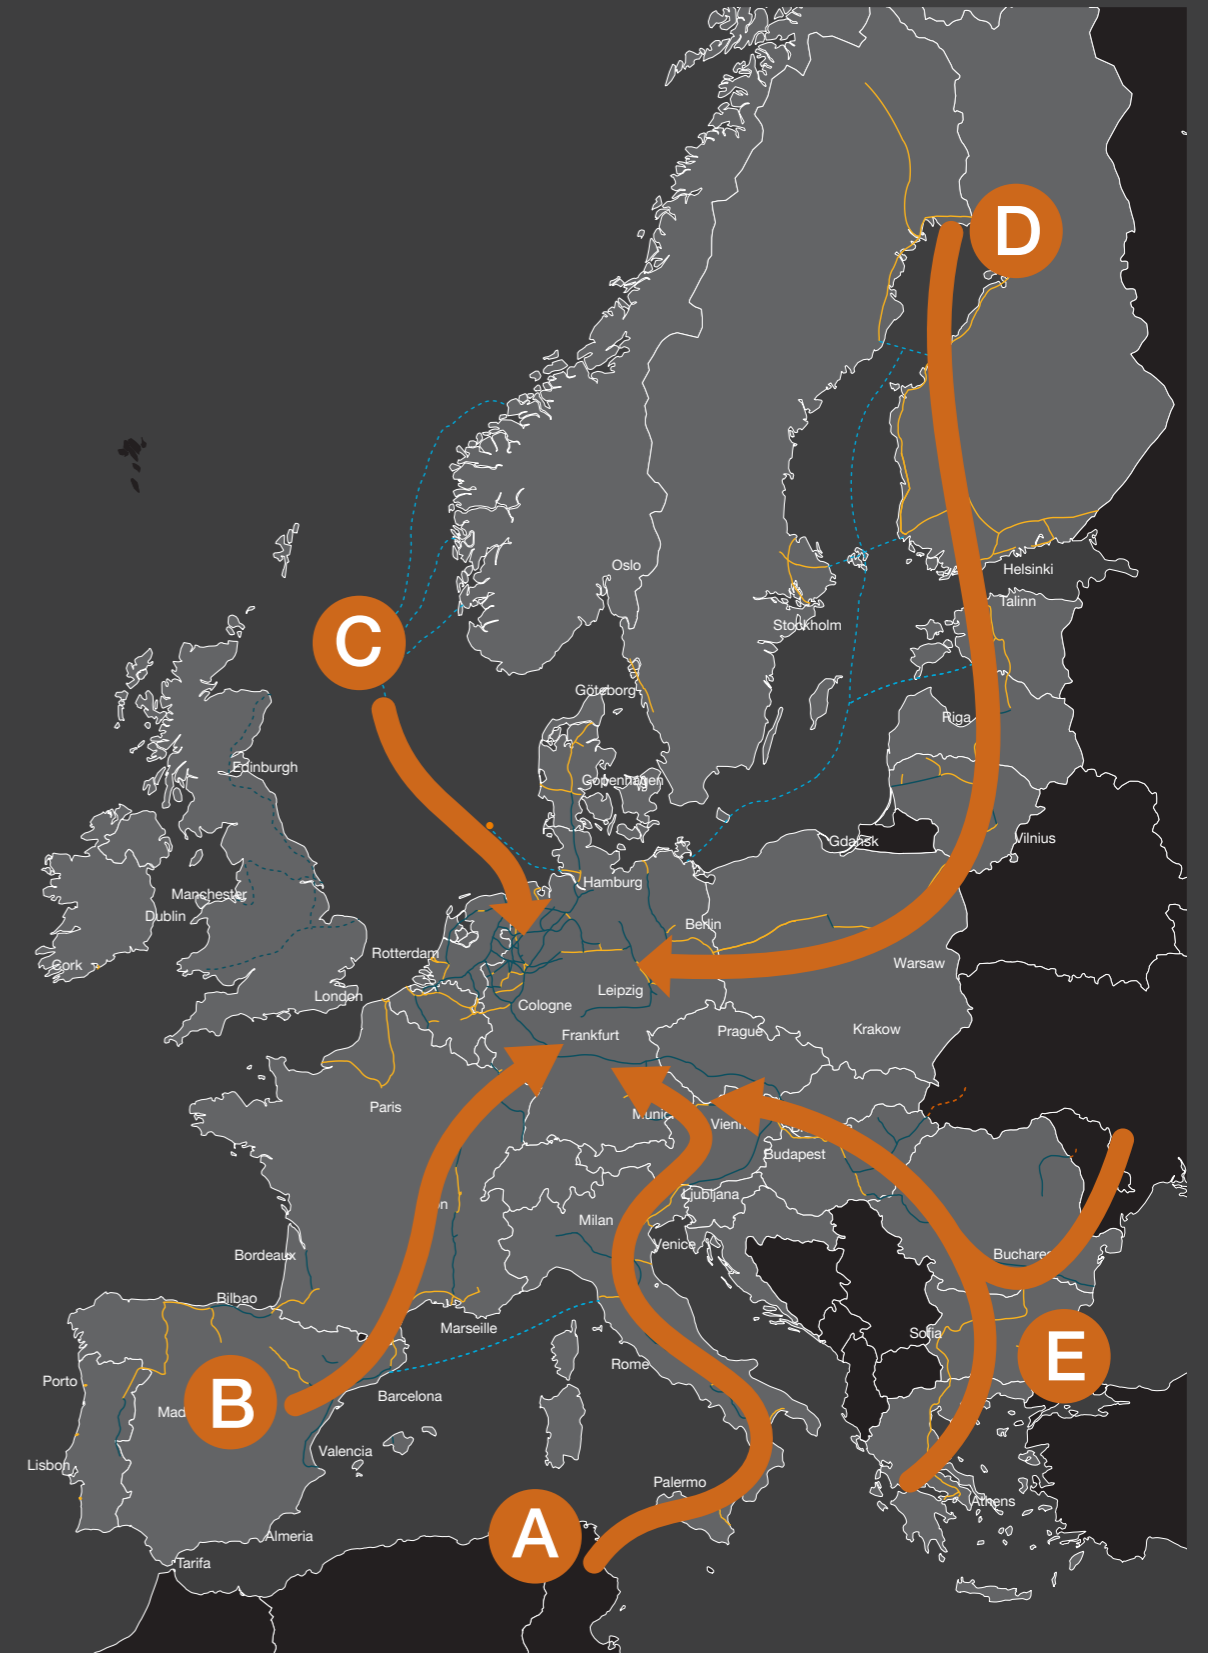 D
Oslo
Helsinki
Talinn
Stockholm
C
Göteborg
Riga
Edinburgh
Copenhagen
Gdansk
Vilnius
Hamburg
Manchester
Dublin
Berlin
Rotterdam
Cork
Warsaw
London
Leipzig
Cologne
Frankfurt
Prague
Krakow
Paris
Budapest
Ljubljana
Milan
Venice
Bordeaux
Bilbao
Marseille
Sofia
E
Rome
Porto
B
Barcelona
Valencia
Lisbon
Palermo
Athens
A
Almeria
Tarifa